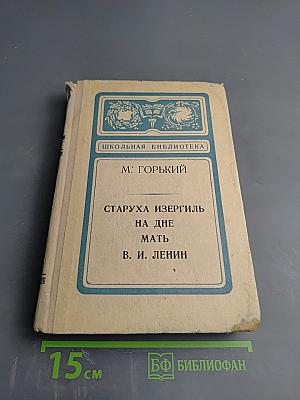 ШКОЛЬНАЯ БИБЛИОТЕКА
М. ГОРЬКИЙ
СТАРУХА ИЗЕРГИЛЬ
НА ДНЕ
МАТЬ
В. И. ЛЕНИН
15 см
БФ БИБЛИОФАН